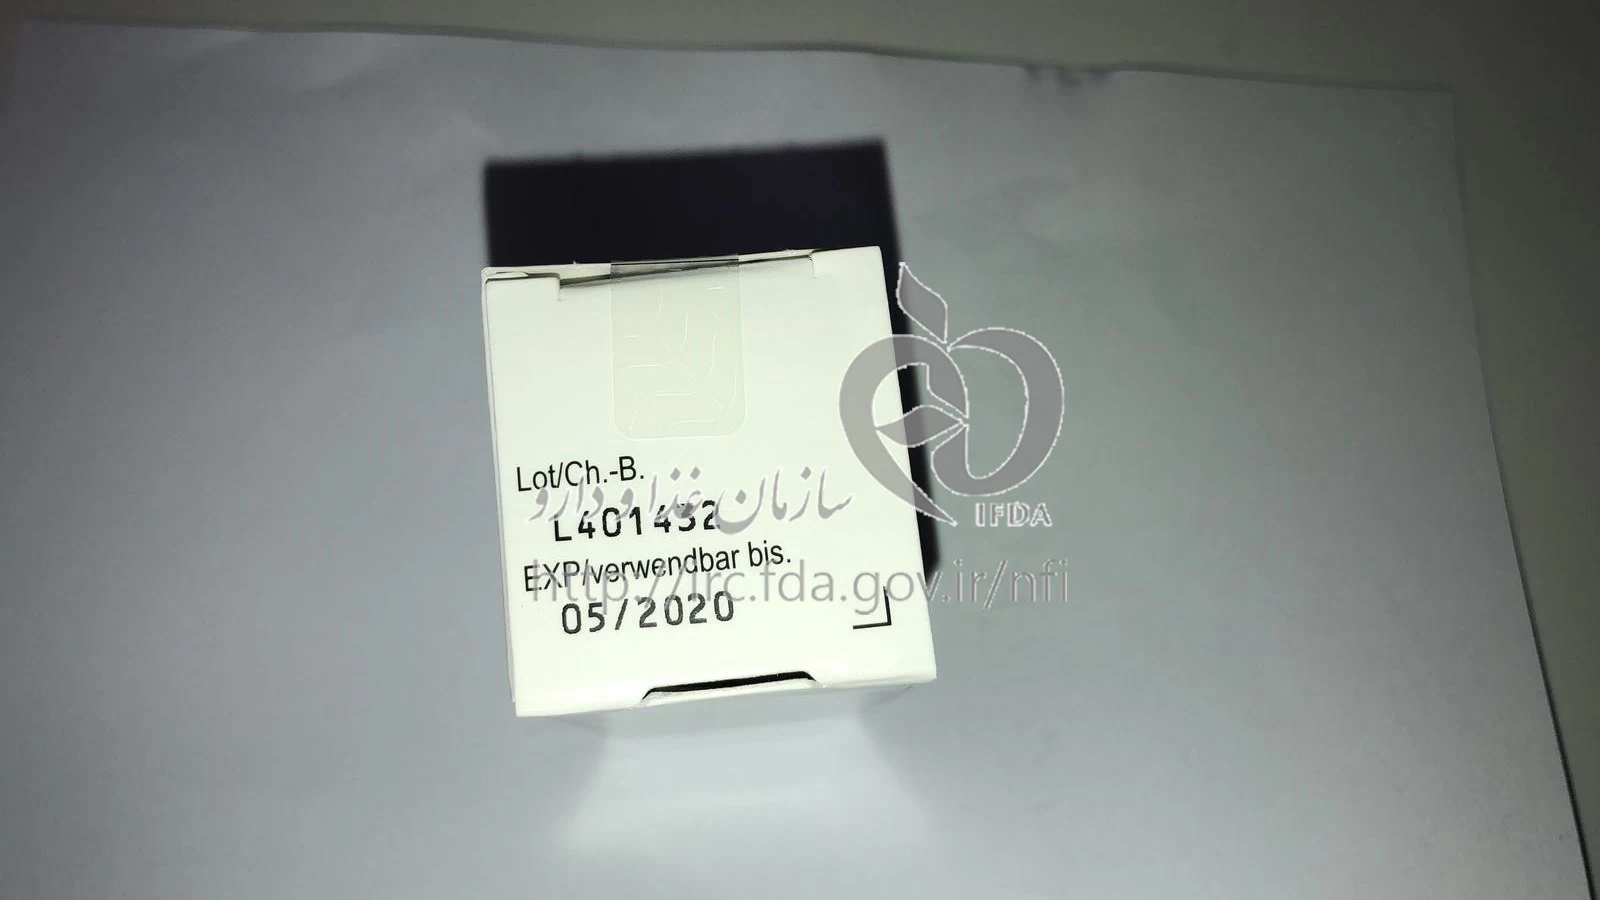 Lot/Ch.-B.
L401432
EXP/verwendbar bis.
05/2020
سازمان غذا و دارو
IFDA
http://irc.fda.gov.ir/nfi